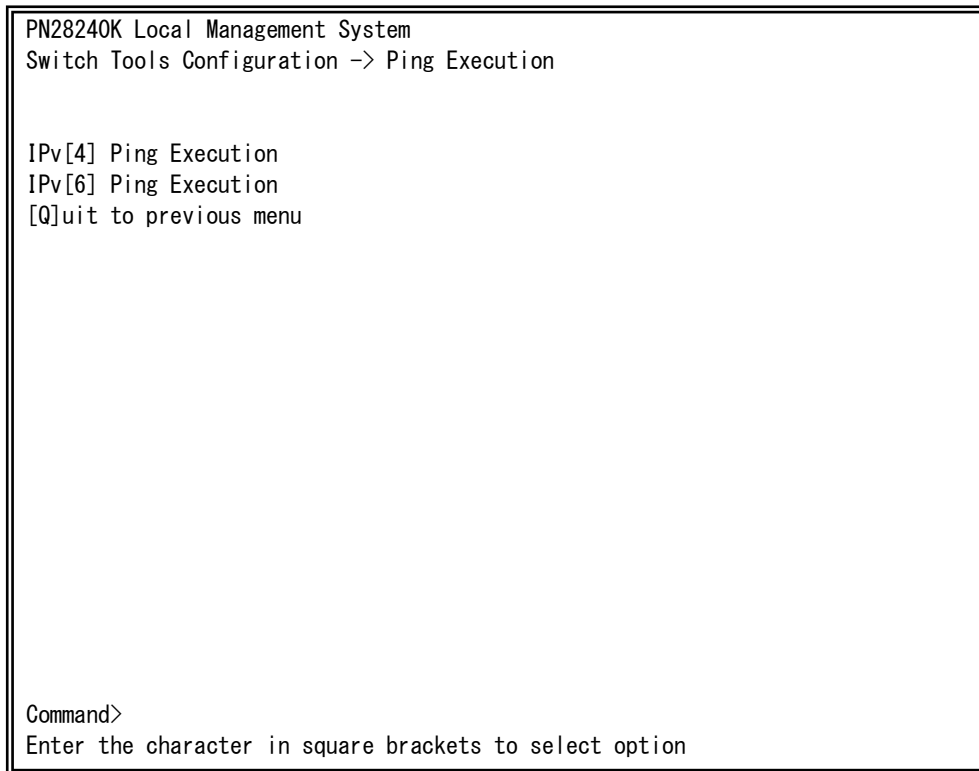 PN28240K Local Management System
Switch Tools Configuration -> Ping Execution
IPv[4] Ping Execution
IPv[6] Ping Execution
[Q]uit to previous menu
Command>
Enter the character in square brackets to select option